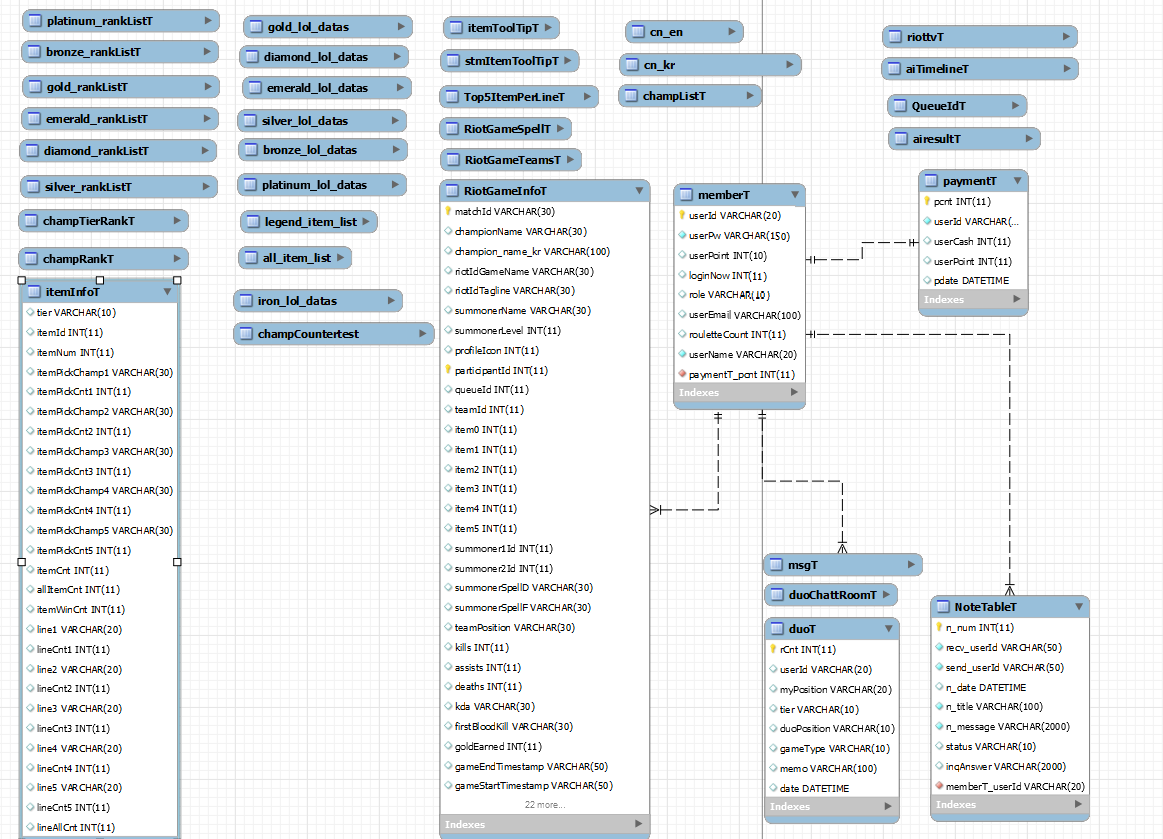 platinum_rankListT
bronze_rankListT
gold_rankListT
emerald_rankListT
diamond_rankListT
silver_rankListT
champTierRankT
champRankT
itemInfoT
tier VARCHAR(10)
itemId INT(11)
itemNum INT(11)
itemPickChamp1 VARCHAR(30)
itemPickCnt1 INT(11)
itemPickChamp2 VARCHAR(30)
itemPickCnt2 INT(11)
itemPickChamp3 VARCHAR(30)
itemPickCnt3 INT(11)
itemPickChamp4 VARCHAR(30)
itemPickCnt4 INT(11)
itemPickChamp5 VARCHAR(30)
itemPickCnt5 INT(11)
itemCnt INT(11)
allItemCnt INT(11)
itemWinCnt INT(11)
line1 VARCHAR(20)
lineCnt1 INT(11)
line2 VARCHAR(20)
lineCnt2 INT(11)
line3 VARCHAR(20)
lineCnt3 INT(11)
line4 VARCHAR(20)
lineCnt4 INT(11)
line5 VARCHAR(20)
lineCnt5 INT(11)
lineAllCnt INT(11)
gold_lol_datas
diamond_lol_datas
emerald_lol_datas
silver_lol_datas
bronze_lol_datas
platinum_lol_datas
legend_item_list
all_item_list
iron_lol_datas
champCountertest
itemToolTipT
stmItemToolTipT
Top5ItemPerLineT
RiotGameSpellT
RiotGameTeamsT
RiotGameInfoT
matchId VARCHAR(30)
championName VARCHAR(30)
champion_name_kr VARCHAR(100)
riotIdGameName VARCHAR(30)
riotIdTagline VARCHAR(30)
summonerName VARCHAR(30)
summonerLevel INT(11)
profileIcon INT(11)
participantId INT(11)
queueId INT(11)
teamId INT(11)
item0 INT(11)
item1 INT(11)
item2 INT(11)
item3 INT(11)
item4 INT(11)
item5 INT(11)
summoner1Id INT(11)
summoner2Id INT(11)
summonerSpellD VARCHAR(30)
summonerSpellF VARCHAR(30)
teamPosition VARCHAR(30)
kills INT(11)
assists INT(11)
deaths INT(11)
kda VARCHAR(30)
firstBloodKill VARCHAR(30)
goldEarned INT(11)
gameEndTimestamp VARCHAR(50)
gameStartTimestamp VARCHAR(50)
22 more...
Indexes
cn_en
cn_kr
champListT
memberT
userId VARCHAR(20)
userPw VARCHAR(150)
userPoint INT(10)
loginNow INT(11)
role VARCHAR(10)
userEmail VARCHAR(100)
rouletteCount INT(11)
userName VARCHAR(20)
paymentT_pcnt INT(11)
Indexes
riottvT
aiTimelineT
QueueIdT
airesultT
paymentT
pcnt INT(11)
userId VARCHAR(...
userCash INT(11)
userPoint INT(11)
pdate DATETIME
Indexes
msgT
duoChattRoomT
duoT
rCnt INT(11)
userId VARCHAR(20)
myPosition VARCHAR(20)
tier VARCHAR(10)
duoPosition VARCHAR(10)
gameType VARCHAR(10)
memo VARCHAR(100)
date DATETIME
Indexes
NoteTableT
n_num INT(11)
recv_userId VARCHAR(50)
send_userId VARCHAR(50)
n_date DATETIME
n_title VARCHAR(100)
n_message VARCHAR(2000)
status VARCHAR(10)
inqAnswer VARCHAR(2000)
memberT_userId VARCHAR(20)
Indexes